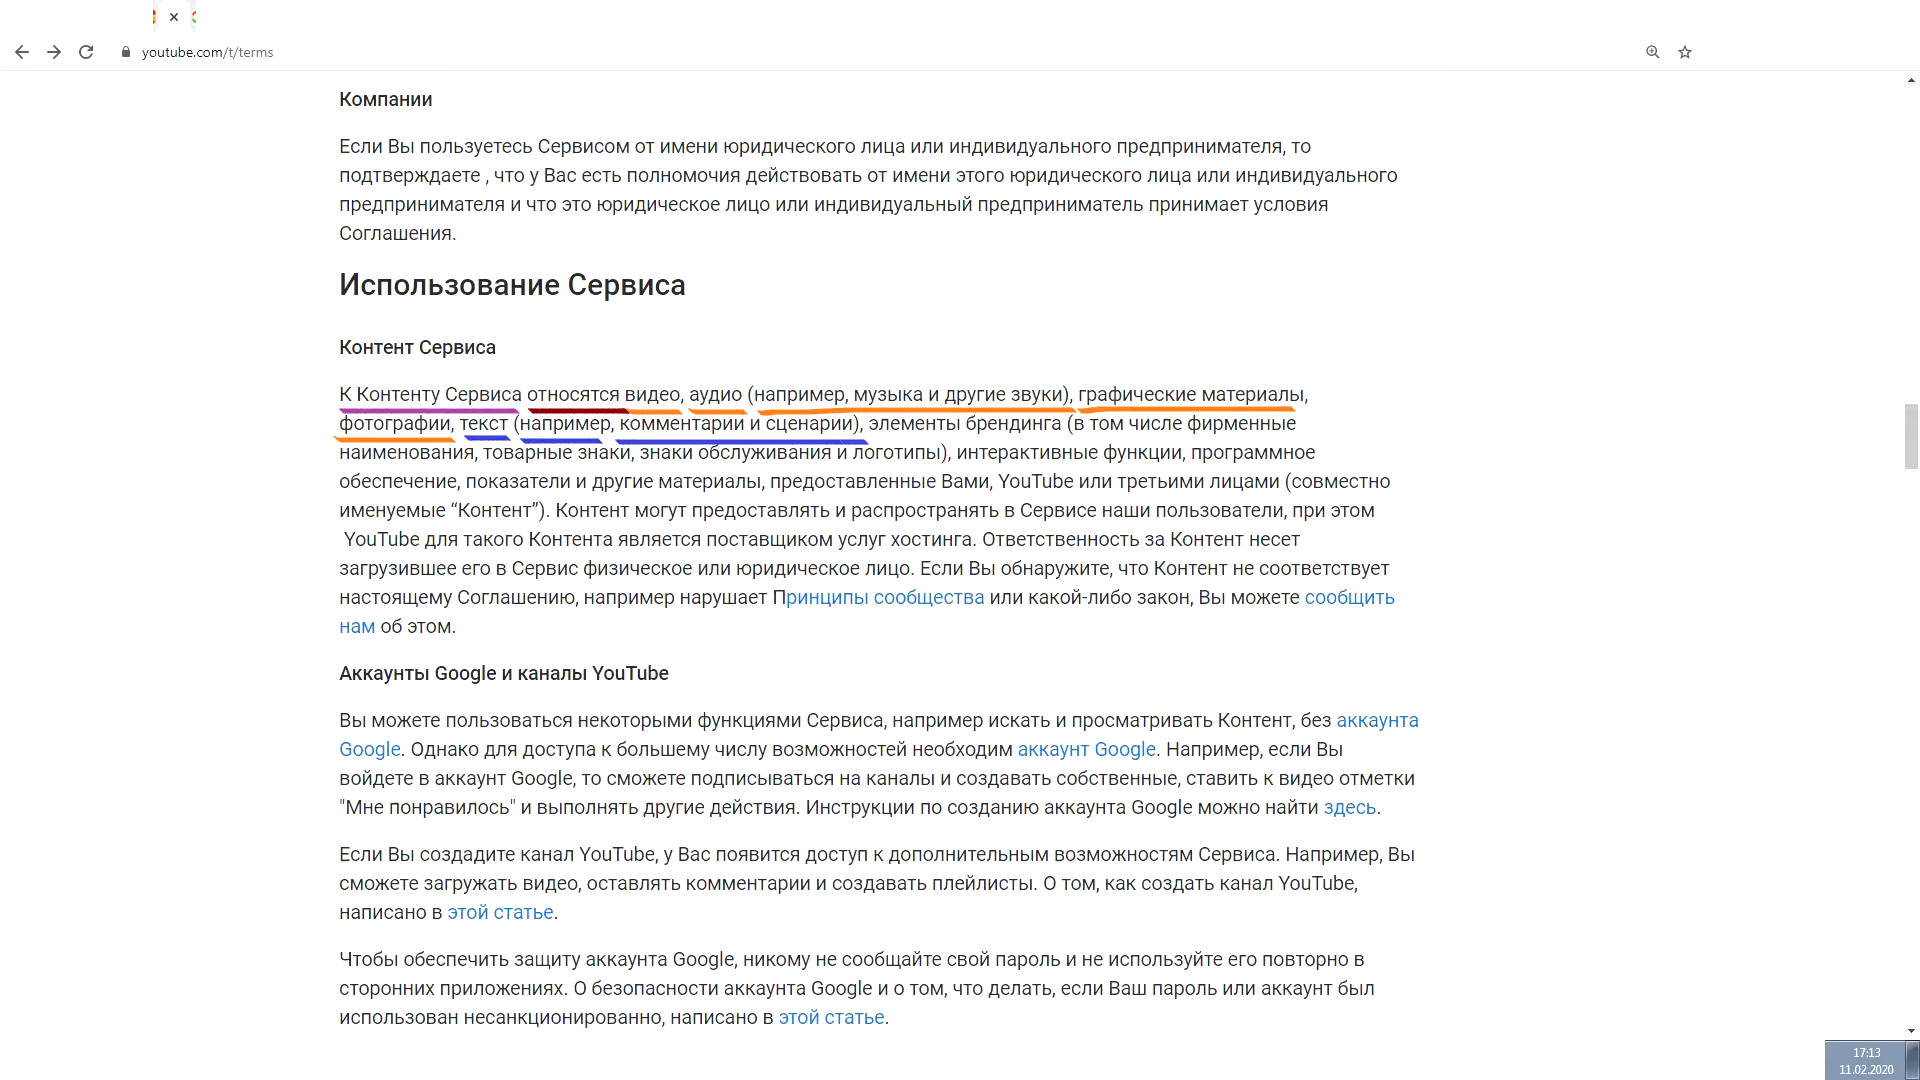 youtube.com/t/terms
Компании
Если Вы пользуетесь Сервисом от имени юридического лица или индивидуального предпринимателя, то
подтверждаете , что у Вас есть полномочия действовать от имени этого юридического лица или индивидуального
предпринимателя и что это юридическое лицо или индивидуальный предприниматель принимает условия
Соглашения.
Использование Сервиса
Контент Сервиса
К Контенту Сервиса относятся видео, аудио (например, музыка и другие звуки), графические материалы,
фотографии, текст (например, комментарии и сценарии), элементы брендинга (в том числе фирменные
наименования, товарные знаки, знаки обслуживания и логотипы), интерактивные функции, программное
обеспечение, показатели и другие материалы, предоставленные Вами, YouTube или третьими лицами (совместно
именуемые “Контент”). Контент могут предоставлять и распространять в Сервисе наши пользователи, при этом
YouTube для такого Контента является поставщиком услуг хостинга. Ответственность за Контент несет
загрузившее его в Сервис физическое или юридическое лицо. Если Вы обнаружите, что Контент не соответствует
настоящему Соглашению, например нарушает Принципы сообщества или какой-либо закон, Вы можете сообщить
нам об этом.
Аккаунты Google и каналы YouTube
Вы можете пользоваться некоторыми функциями Сервиса, например искать и просматривать Контент, без аккаунта
Google. Однако для доступа к большему числу возможностей необходим аккаунт Google. Например, если Вы
войдете в аккаунт Google, то сможете подписываться на каналы и создавать собственные, ставить к видео отметки
"Мне понравилось" и выполнять другие действия. Инструкции по созданию аккаунта Google можно найти здесь.
Если Вы создадите канал YouTube, у Вас появится доступ к дополнительным возможностям Сервиса. Например, Вы
сможете загружать видео, оставлять комментарии и создавать плейлисты. О том, как создать канал YouTube,
написано в этой статье.
Чтобы обеспечить защиту аккаунта Google, никому не сообщайте свой пароль и не используйте его повторно в
сторонних приложениях. О безопасности аккаунта Google и о том, что делать, если Ваш пароль или аккаунт был
использован несанкционированно, написано в этой статье.
17:13
11.02.2020